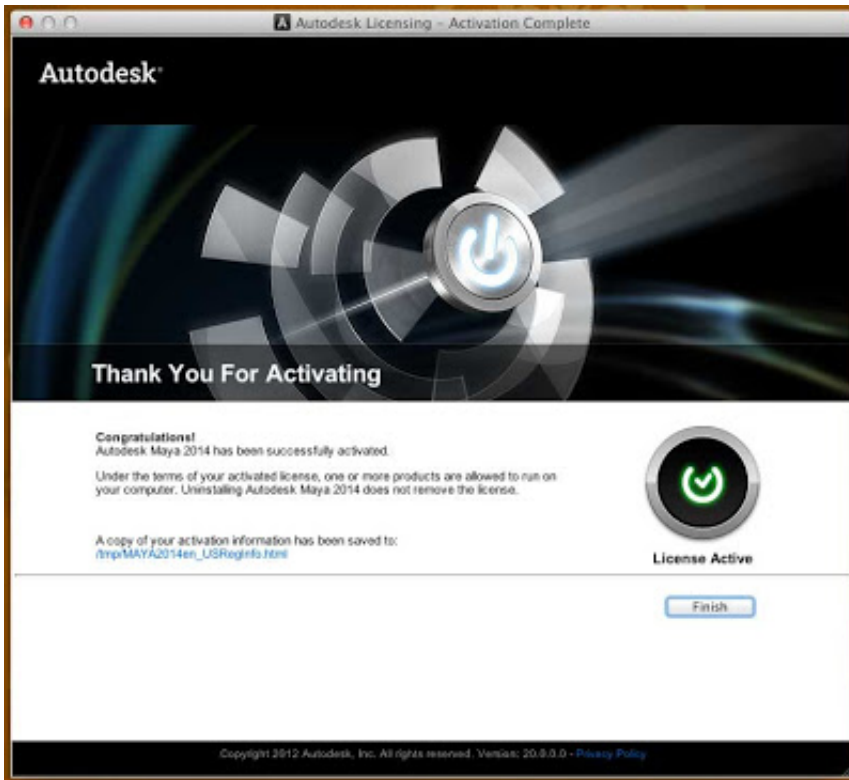 Autodesk Licensing - Activation Complete
Autodesk
Thank You For Activating
Congratulations!
Autodesk Maya 2014 has been successfully activated.
Under the terms of your activated license, one or more products are allowed to run on
your computer. Uninstalling Autodesk Maya 2014 does not remove the license.
A copy of your activation information has been saved to:
/tmp/MAYA2014en_USRegInfo.html
License Active
Finish
Copyright 2012 Autodesk, Inc. All rights reserved. Version: 20.0.0.0 - Privacy Policy